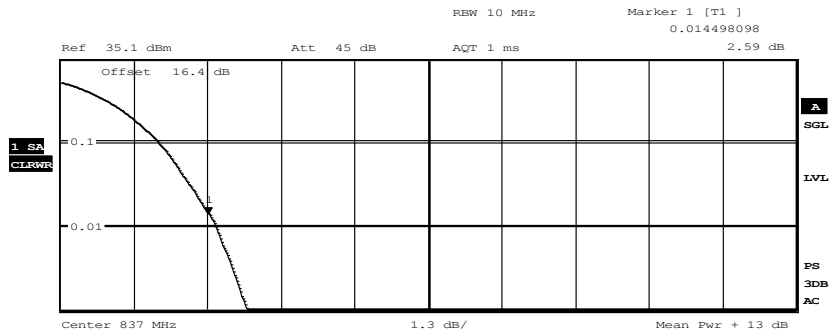 RBW 10 MHz Marker 1 [T1 ]
0.014498098
Ref 35.1 dBm Att 45 dB AQT 1 ms 2.59 dB
Offset 16.4 dB
A
SGL
0.1
1 SA
CLRWR
LVL
1
0.01
PS
3DB
AC
Center 837 MHz 1.3 dB/ Mean Pwr + 13 dB